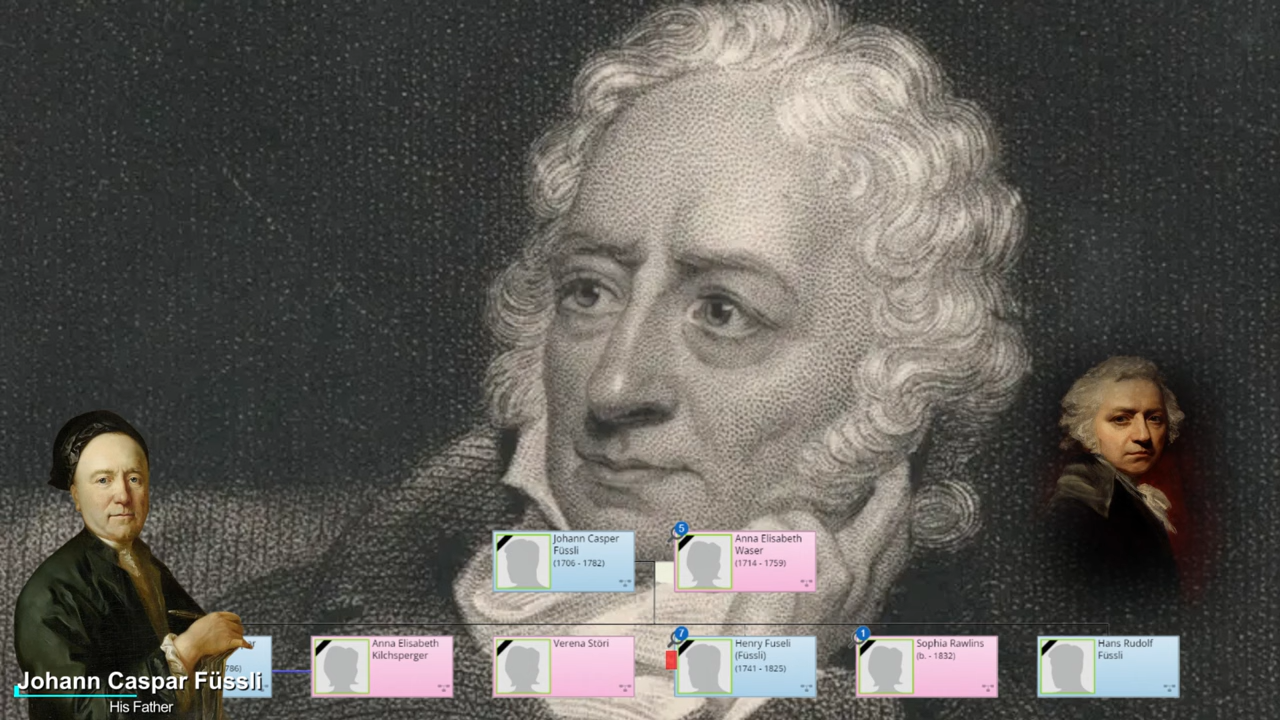 5
Johann Casper
Füssli
(1706 - 1782)
Anna Elisabeth
Waser
(1714 - 1759)
7
1
786)
Anna Elisabeth
Kilchsperger
Verena Störi
Henry Fuseli
(Füssli)
(1741 - 1825)
Sophia Rawlins
(b. - 1832)
Hans Rudolf
Füssli
Johann Caspar Füssli
His Father